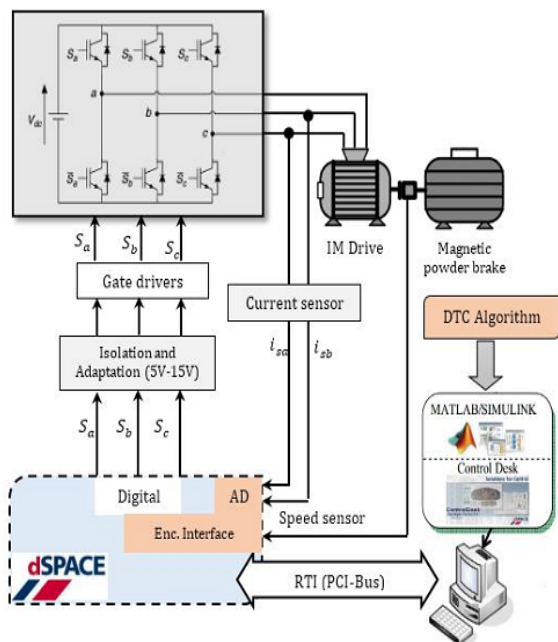 Sa
Sb
Sc
a
b
c
Vdc
S̅a
S̅b
S̅c
Sa
Sb
Sc
Gate drivers
Isolation and
Adaptation (5V-15V)
Sa
Sb
Sc
Current sensor
isa
isb
IM Drive
Magnetic
powder brake
DTC Algorithm
MATLAB/SIMULINK
Control Desk
Digital
AD
Enc. Interface
Speed sensor
dSPACE
RTI (PCI-Bus)